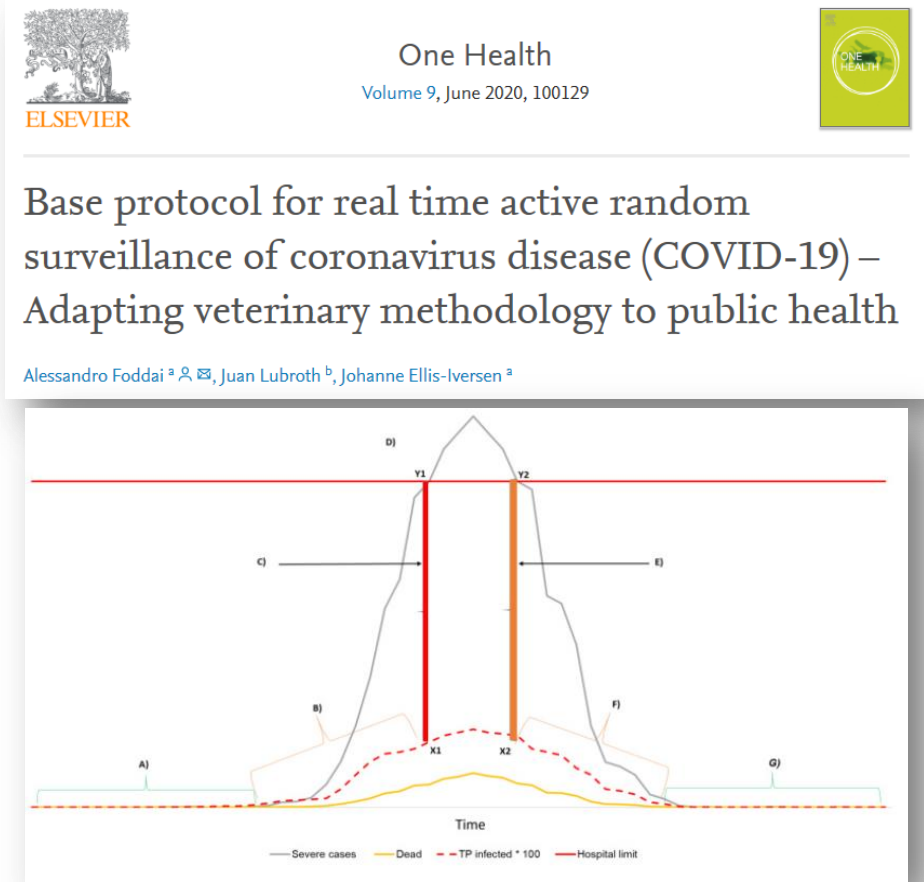 ELSEVIER
One Health
Volume 9, June 2020, 100129
ONE
HEALTH
Base protocol for real time active random
surveillance of coronavirus disease (COVID-19) –
Adapting veterinary methodology to public health
Alessandro Foddai a, Juan Lubroth b, Johanne Ellis-Iversen a
D)
Y1
Y2
C)
E)
B)
F)
X1
X2
A)
G)
Time
Severe cases
Dead
TP infected * 100
Hospital limit